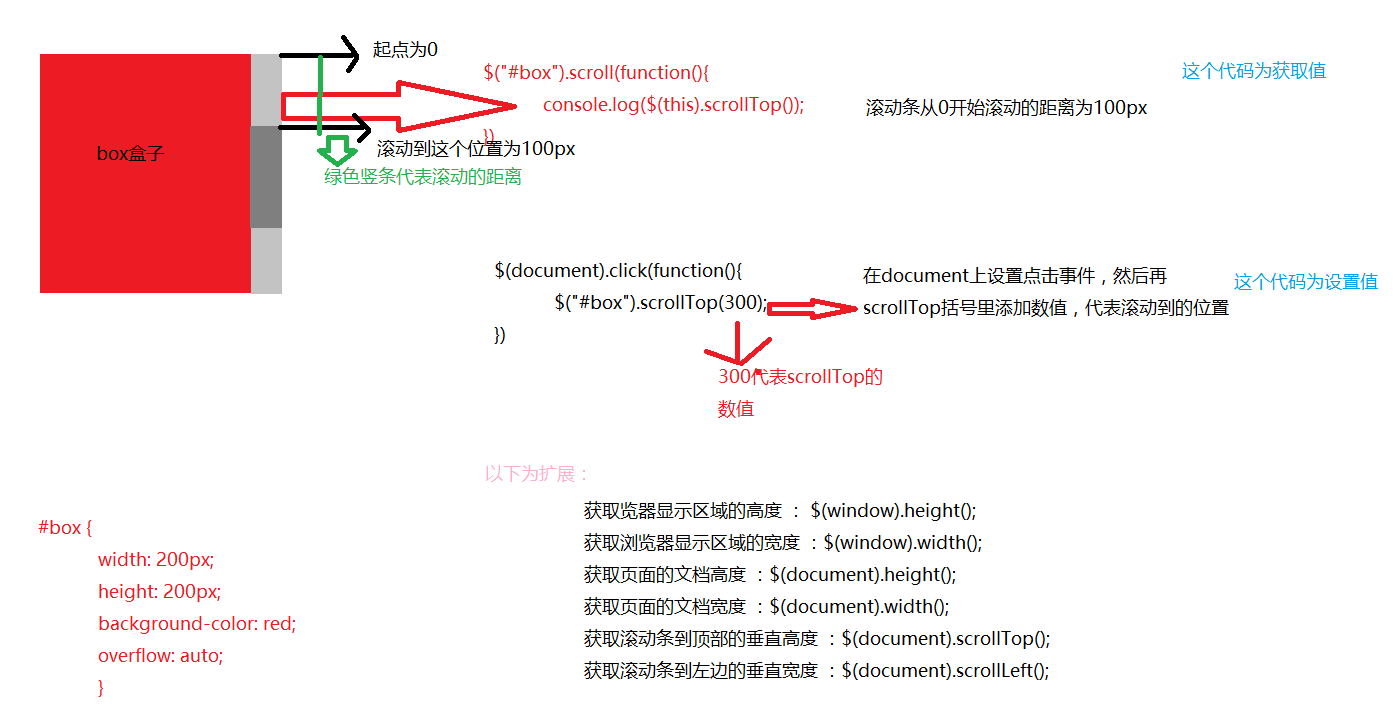 起点为0
$("#box").scroll(function(){
这个代码为获取值
console.log($(this).scrollTop());
滚动条从0开始滚动的距离为100px
})
box盒子
滚动到这个位置为100px
绿色竖条代表滚动的距离
$(document).click(function(){
在document上设置点击事件，然后再
这个代码为设置值
$("#box").scrollTop(300);
scrollTop括号里添加数值，代表滚动到的位置
})
300代表scrollTop的
数值
以下为扩展：
获取览器显示区域的高度 ： $(window).height();
获取浏览器显示区域的宽度 ：$(window).width();
获取页面的文档高度 ：$(document).height();
获取页面的文档宽度 ：$(document).width();
获取滚动条到顶部的垂直高度 ：$(document).scrollTop();
获取滚动条到左边的垂直宽度 ：$(document).scrollLeft();
#box {
width: 200px;
height: 200px;
background-color: red;
overflow: auto;
}